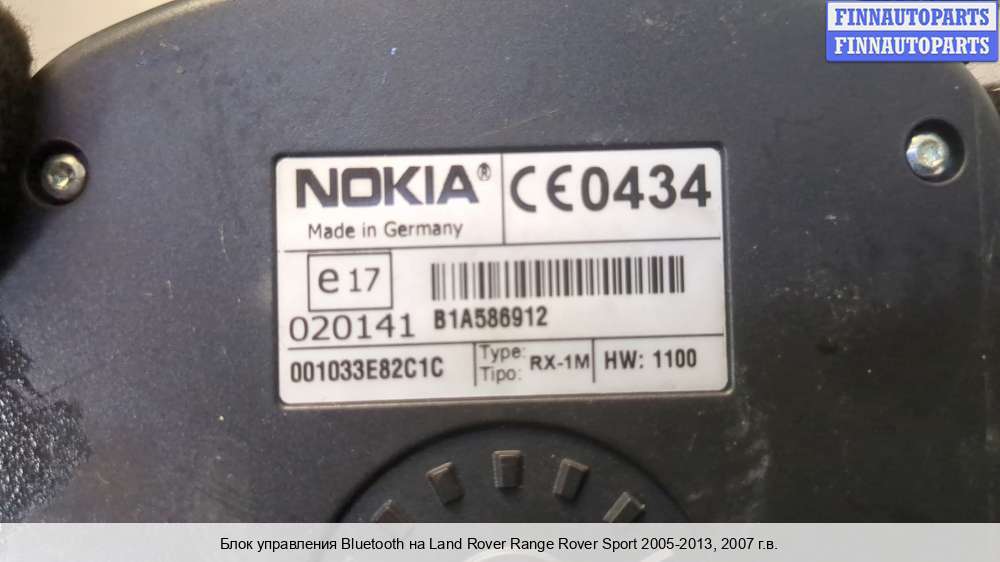 FINNAUTOPARTS
FINNAUTOPARTS
NOKIA® CE0434
Made in Germany
e 17
020141 B1A586912
001033E82C1C Type: RX-1M HW: 1100
Tipo:
Блок управления Bluetooth на Land Rover Range Rover Sport 2005-2013, 2007 г.в.